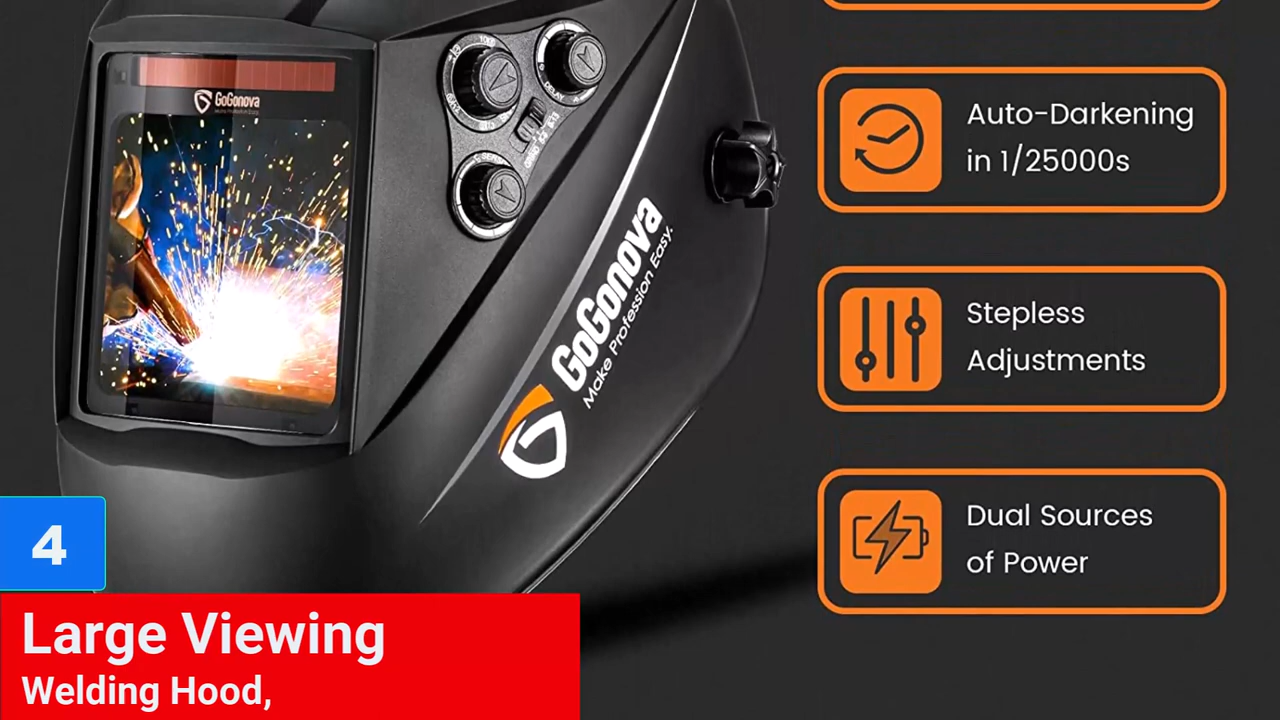 GoGonova
DELAY
GoGonova
Make Profession Easy.
Auto-Darkening
in 1/25000s
Stepless
Adjustments
Dual Sources
of Power
4
Large Viewing
Welding Hood,